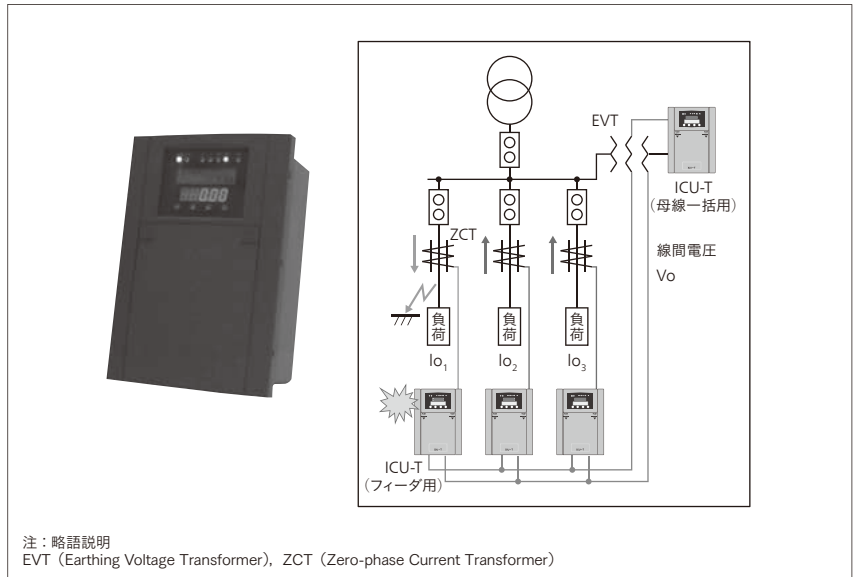 0.00
EVT
ICU-T
(母線一括用)
線間電圧
Vo
ZCT
負荷
負荷
負荷
Io1
Io2
Io3
ICU-T
(フィーダ用)
注：略語説明
EVT（Earthing Voltage Transformer），ZCT（Zero-phase Current Transformer）